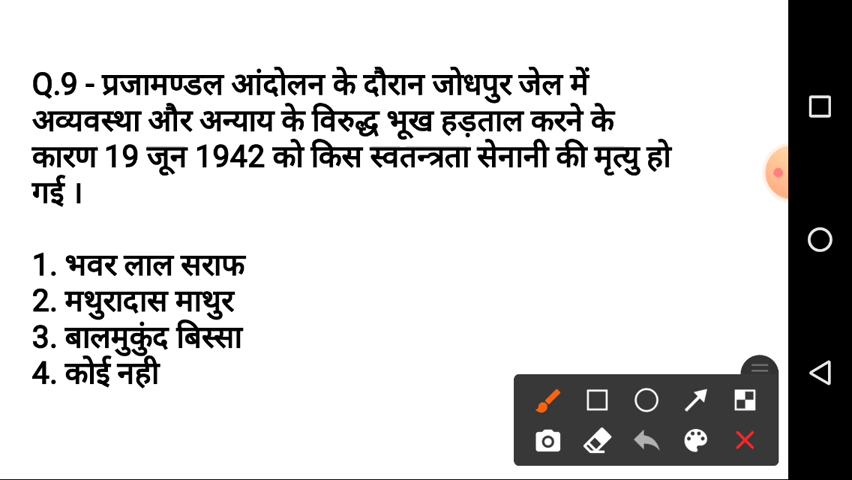 Q.9 - प्रजामण्डल आंदोलन के दौरान जोधपुर जेल में
अव्यवस्था और अन्याय के विरुद्ध भूख हड़ताल करने के
कारण 19 जून 1942 को किस स्वतन्त्रता सेनानी की मृत्यु हो
गई ।
1. भवर लाल सराफ
2. मथुरादास माथुर
3. बालमुकुंद बिस्सा
4. कोई नही